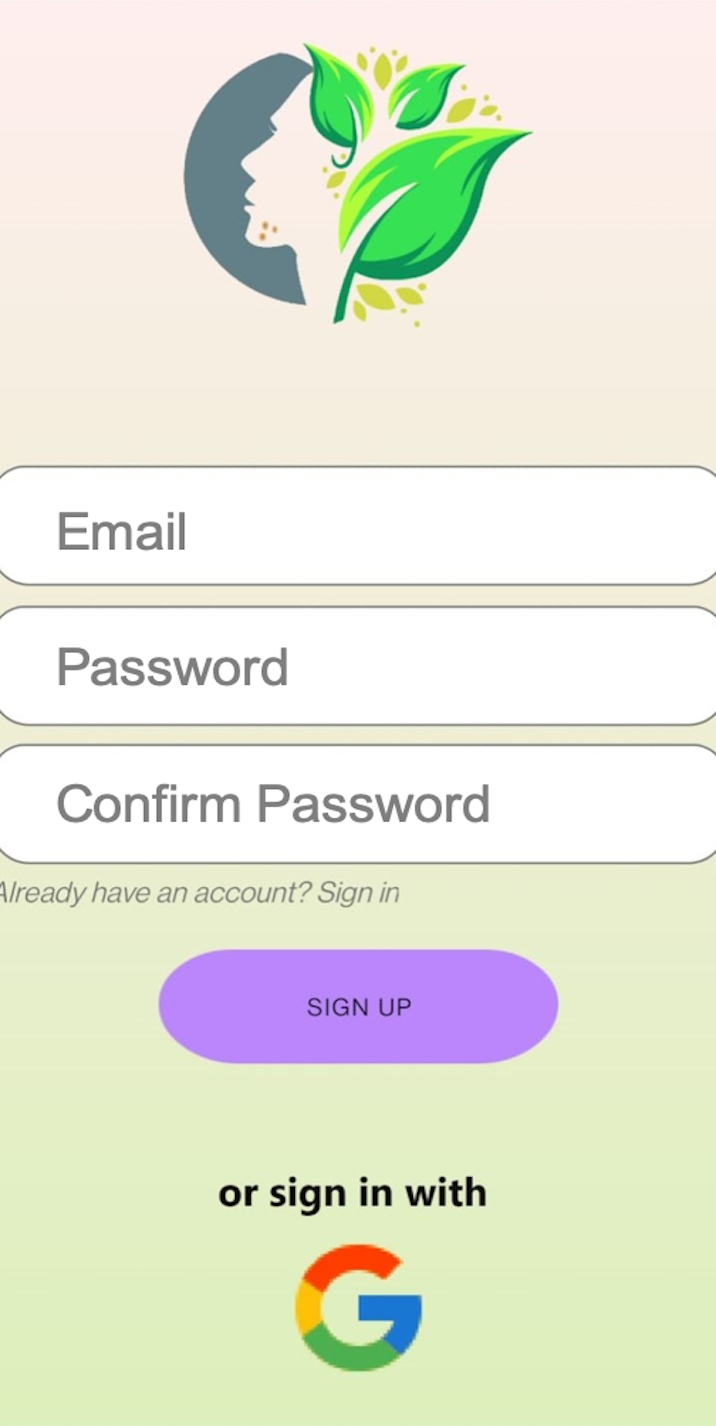 Email
Password
Confirm Password
Already have an account? Sign in
SIGN UP
or sign in with
G